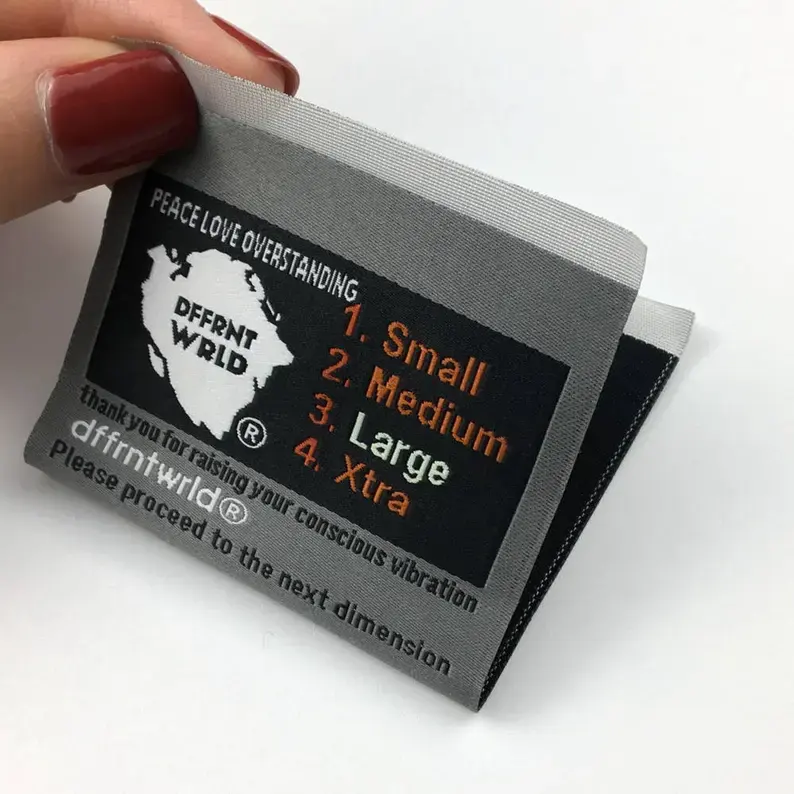 PEACE LOVE OVERSTANDING
DFFRNT
WRLD
®
1. Small
2. Medium
3. Large
4. Xtra
thank you for raising your conscious vibration
dffrntwrld®
Please proceed to the next dimension